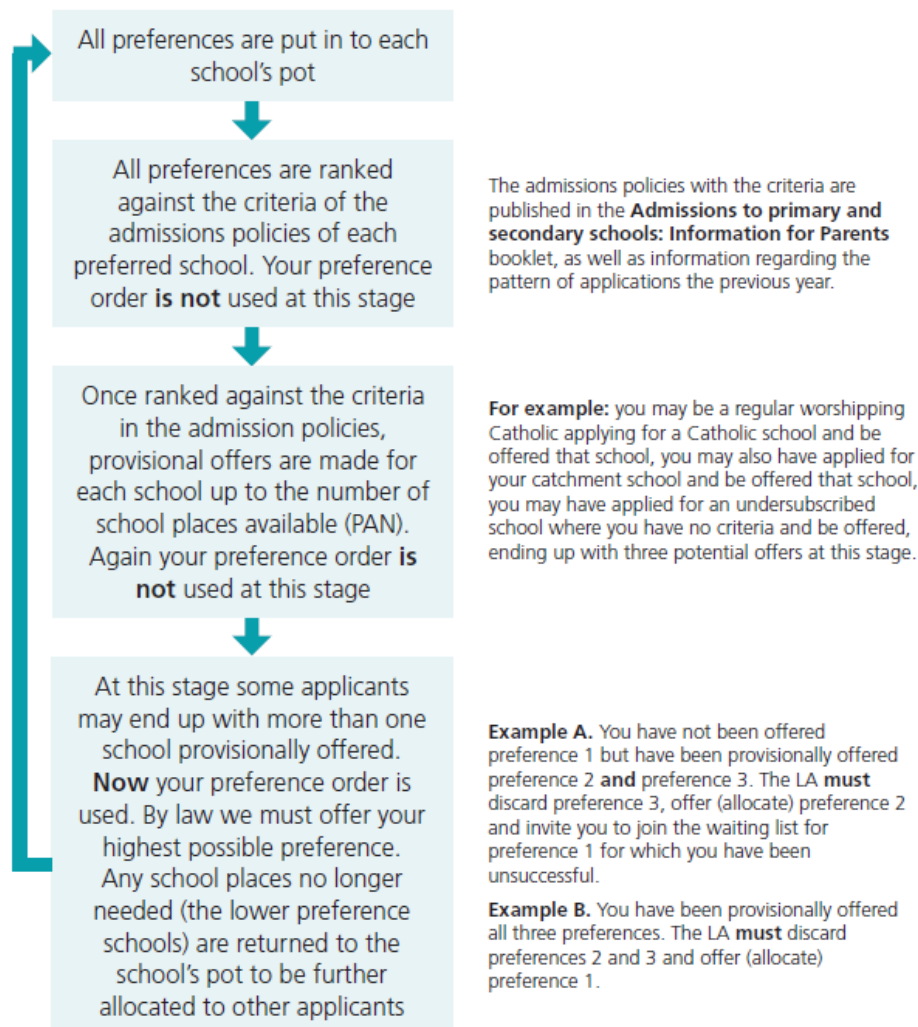 All preferences are put in to each
school's pot
All preferences are ranked
against the criteria of the
admissions policies of each
preferred school. Your preference
order is not used at this stage
The admissions policies with the criteria are
published in the Admissions to primary and
secondary schools: Information for Parents
booklet, as well as information regarding the
pattern of applications the previous year.
Once ranked against the criteria
in the admission policies,
provisional offers are made for
each school up to the number of
school places available (PAN).
Again your preference order is
not used at this stage
For example: you may be a regular worshipping
Catholic applying for a Catholic school and be
offered that school, you may also have applied for
your catchment school and be offered that school,
you may have applied for an undersubscribed
school where you have no criteria and be offered,
ending up with three potential offers at this stage.
At this stage some applicants
may end up with more than one
school provisionally offered.
Now your preference order is
used. By law we must offer your
highest possible preference.
Any school places no longer
needed (the lower preference
schools) are returned to the
school's pot to be further
allocated to other applicants
Example A. You have not been offered
preference 1 but have been provisionally offered
preference 2 and preference 3. The LA must
discard preference 3, offer (allocate) preference 2
and invite you to join the waiting list for
preference 1 for which you have been
unsuccessful.
Example B. You have been provisionally offered
all three preferences. The LA must discard
preferences 2 and 3 and offer (allocate)
preference 1.